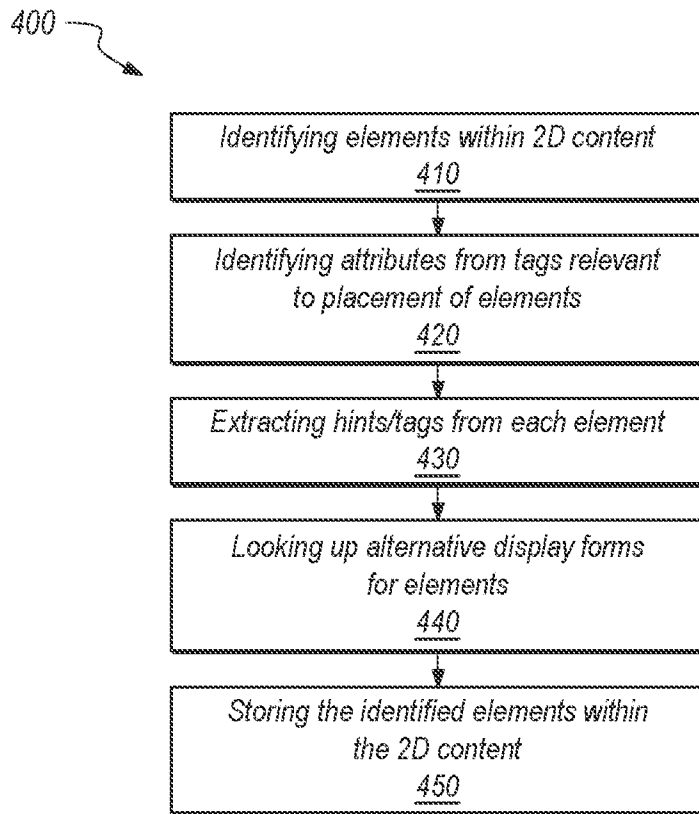 400
Identifying elements within 2D content
410
Identifying attributes from tags relevant
to placement of elements
420
Extracting hints/tags from each element
430
Looking up alternative display forms
for elements
440
Storing the identified elements within
the 2D content
450